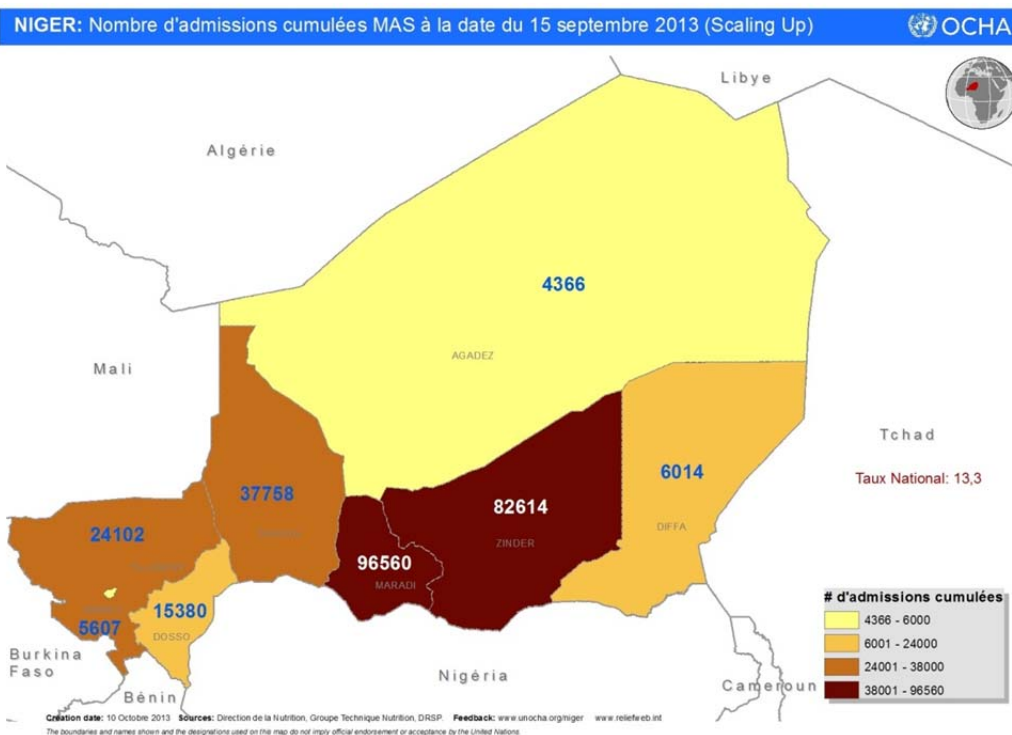 NIGER: Nombre d'admissions cumulées MAS à la date du 15 septembre 2013 (Scaling Up)
OCHA
Libye
Algérie
4366
AGADEZ
Mali
Tchad
Taux National: 13,3
6014
DIFFA
37758
82614
ZINDER
24102
96560
MARADI
15380
DOSSO
5607
Burkina
Faso
Bénin
Nigéria
Cameroun
# d'admissions cumulées
4366 - 6000
6001 - 24000
24001 - 38000
38001 - 96560
Création date: 10 Octobre 2013 Sources: Direction de la Nutrition, Groupe Technique Nutrition, DRSP. Feedback: www.unocha.org/niger www.reliefweb.int
The boundaries and names shown and the designations used on this map do not imply official endorsement or acceptance by the United Nations.